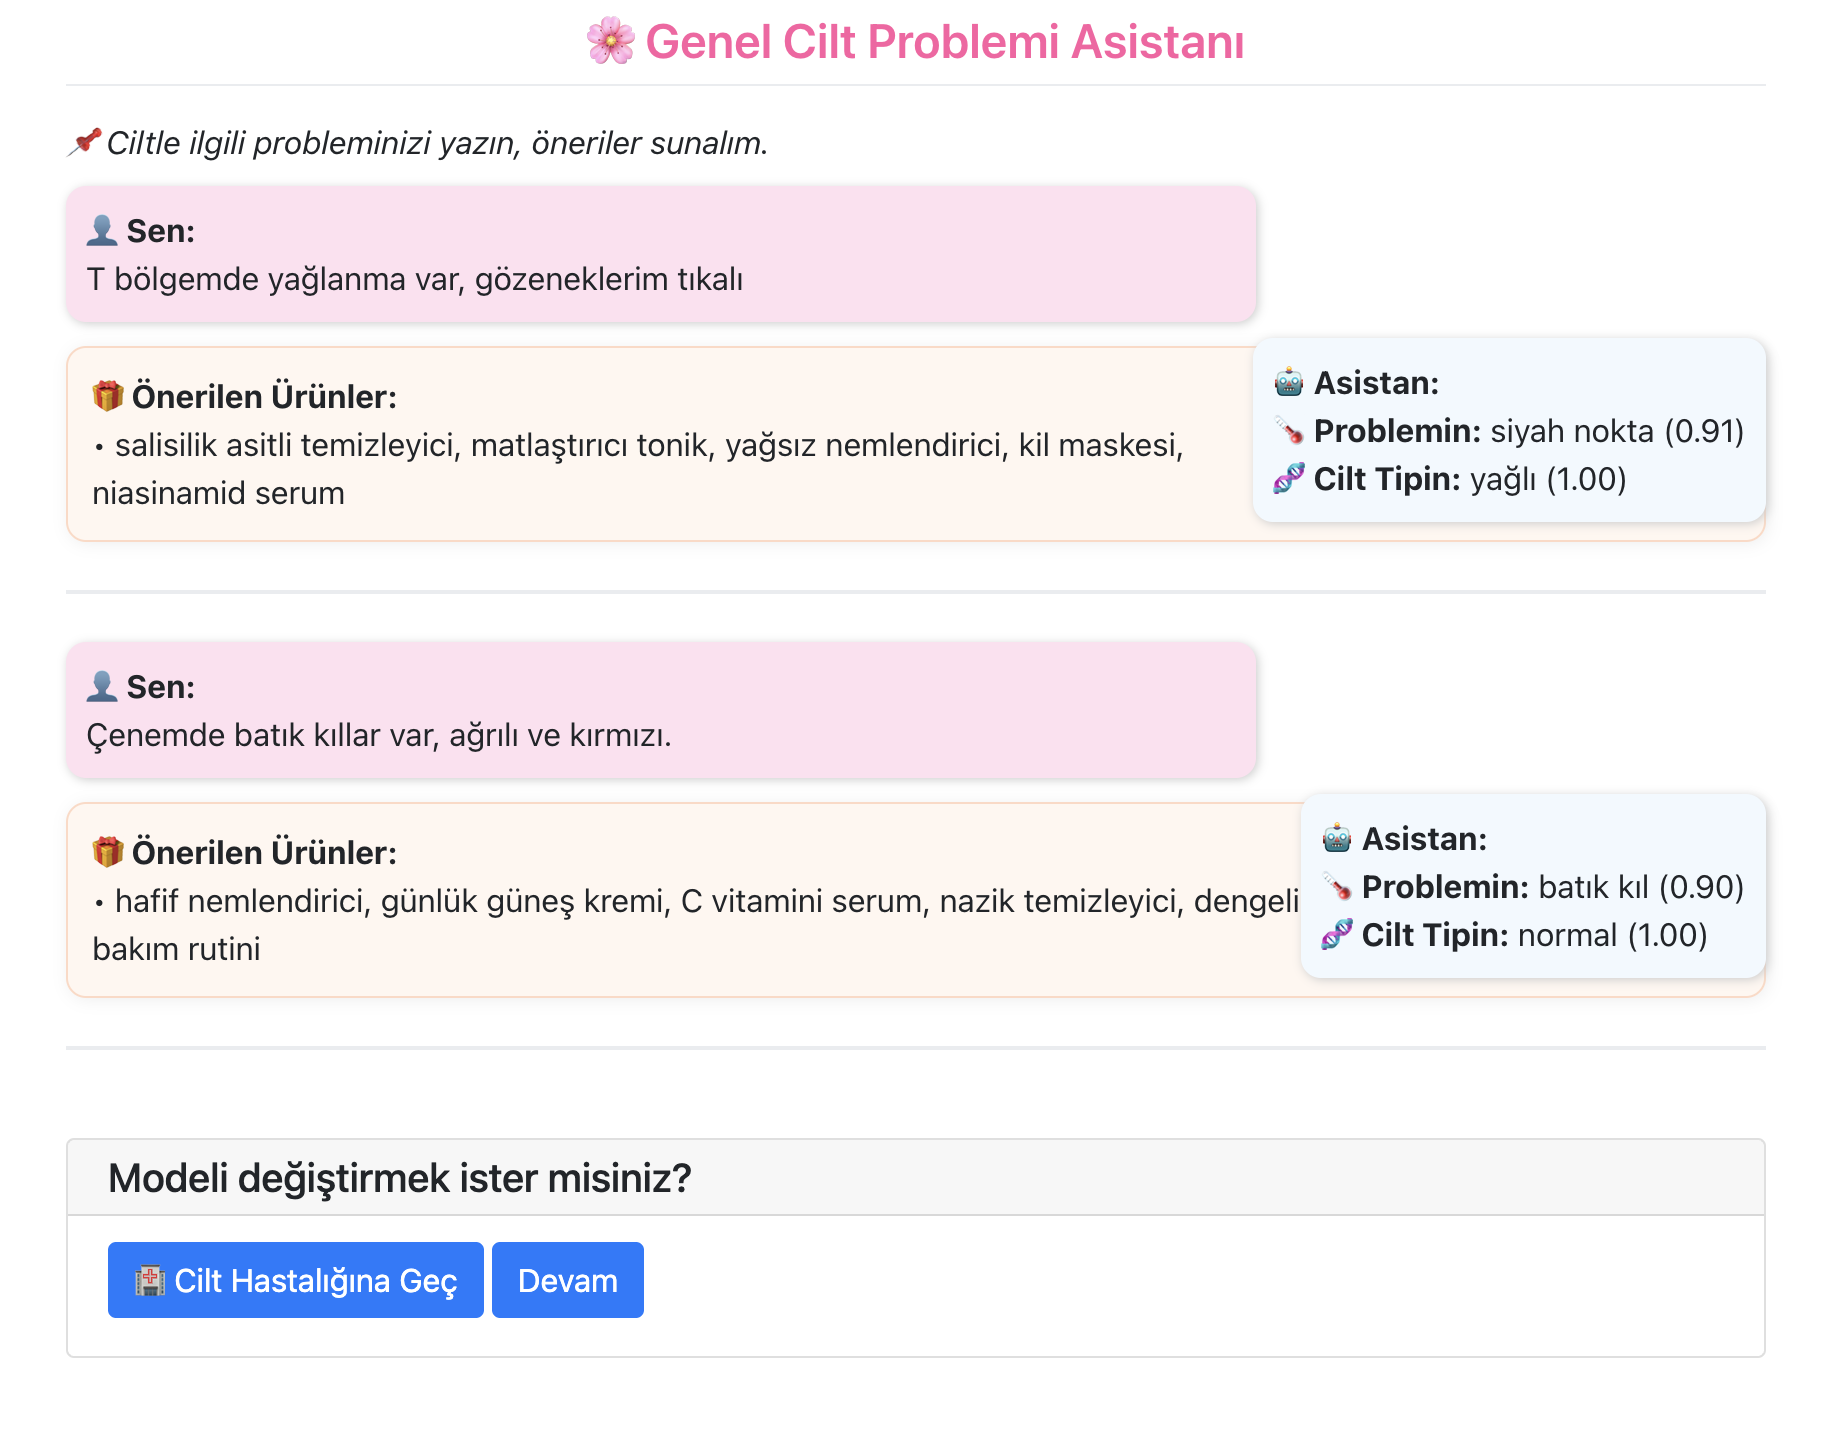 🌸 Genel Cilt Problemi Asistanı
📌 Ciltle ilgili probleminizi yazın, öneriler sunalım.
👤 Sen:
T bölgemde yağlanma var, gözeneklerim tıkalı
🤖 Asistan:
🌡️ Problemin: siyah nokta (0.91)
🧬 Cilt Tipin: yağlı (1.00)
🎁 Önerilen Ürünler:
• salisilik asitli temizleyici, matlaştırıcı tonik, yağsız nemlendirici, kil maskesi,
niasinamid serum
👤 Sen:
Çenemde batık kıllar var, ağrılı ve kırmızı.
🤖 Asistan:
🌡️ Problemin: batık kıl (0.90)
🧬 Cilt Tipin: normal (1.00)
🎁 Önerilen Ürünler:
• hafif nemlendirici, günlük güneş kremi, C vitamini serum, nazik temizleyici, dengeli
bakım rutini
Modeli değiştirmek ister misiniz?
🏥 Cilt Hastalığına Geç
Devam